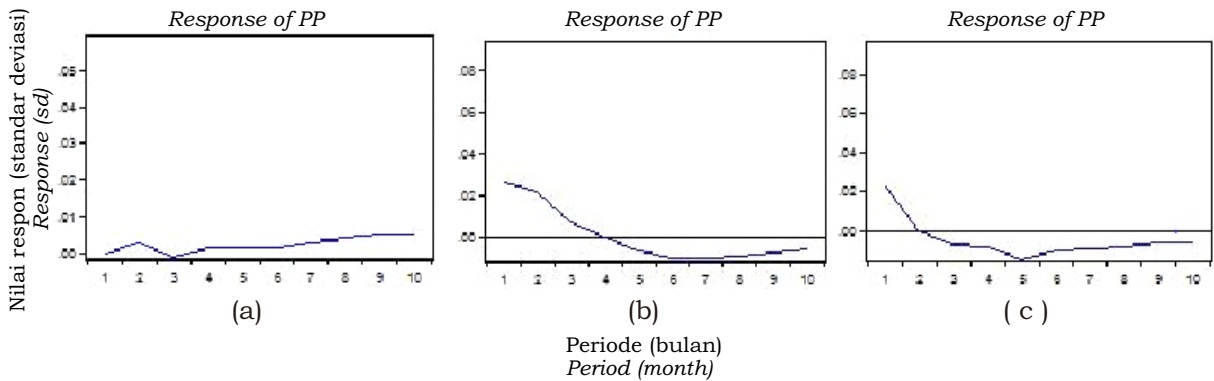 Response of PP
Response of PP
Response of PP
Nilai respon (standar deviasi)
Response (sd)
.05
.04
.03
.02
.01
.00
1 2 3 4 5 6 7 8 9 10
(a)
.08
.06
.04
.02
.00
1 2 3 4 5 6 7 8 9 10
(b)
.08
.06
.04
.02
.00
1 2 3 4 5 6 7 8 9 10
( c )
Periode (bulan)
Period (month)